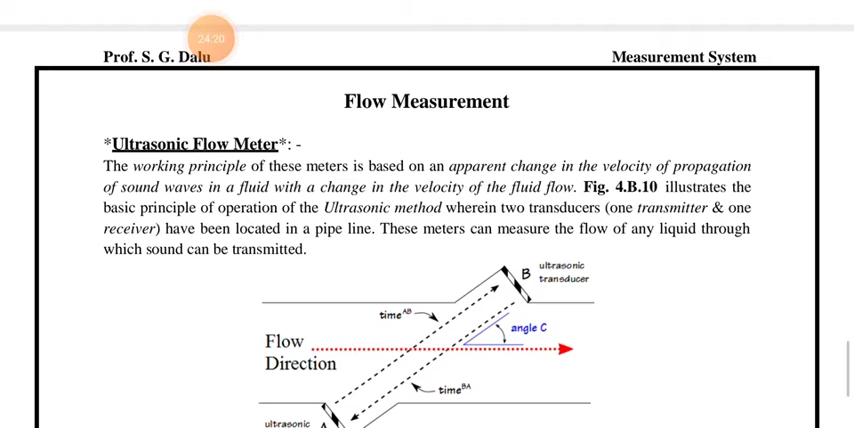 24:20
Prof. S. G. Dalu
Measurement System
Flow Measurement
*Ultrasonic Flow Meter*: -
The working principle of these meters is based on an apparent change in the velocity of propagation
of sound waves in a fluid with a change in the velocity of the fluid flow. Fig. 4.B.10 illustrates the
basic principle of operation of the Ultrasonic method wherein two transducers (one transmitter & one
receiver) have been located in a pipe line. These meters can measure the flow of any liquid through
which sound can be transmitted.
B
ultrasonic
transducer
time AB
angle C
Flow
Direction
time BA
ultrasonic